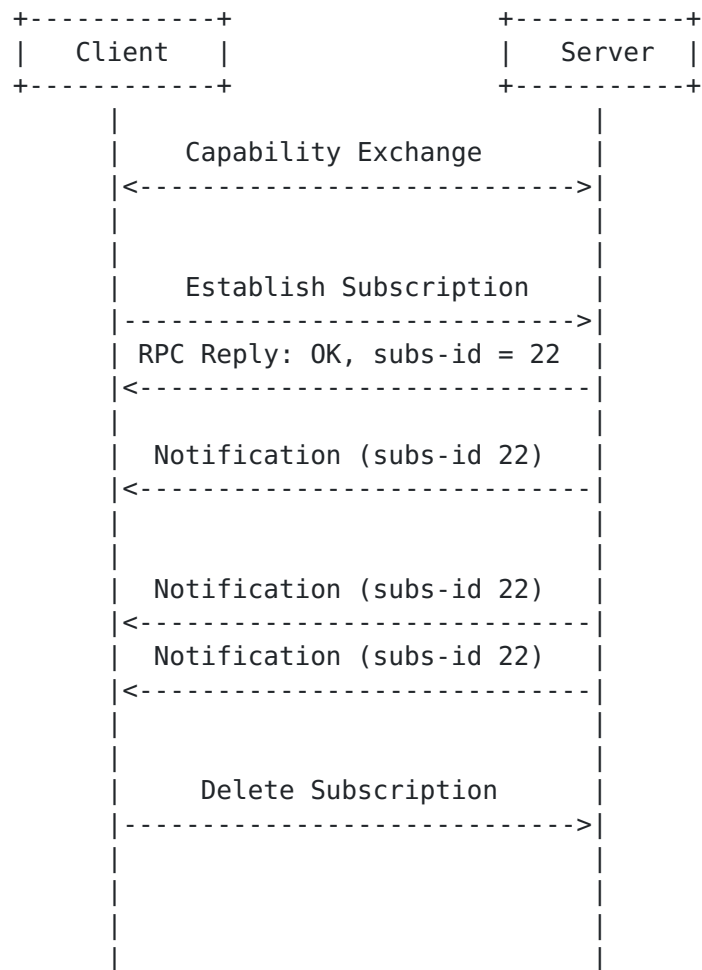 Client Server
Capability Exchange
Establish Subscription
RPC Reply: OK, subs-id = 22
Notification (subs-id 22)
Notification (subs-id 22)
Notification (subs-id 22)
Delete Subscription